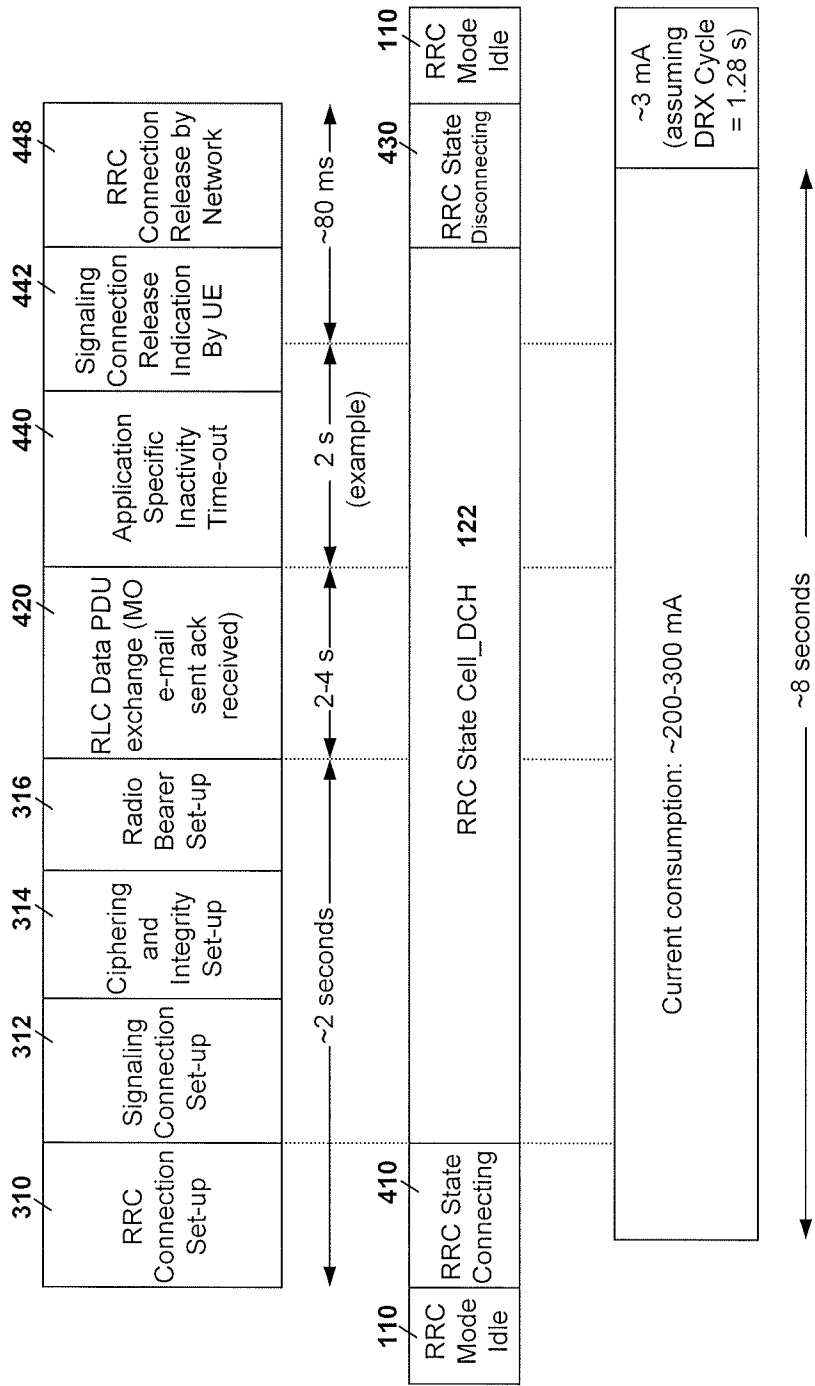 310
RRC
Connection
Set-up
312
Signaling
Connection
Set-up
314
Ciphering
and
Integrity
Set-up
316
Radio
Bearer
Set-up
420
RLC Data PDU
exchange (MO
e-mail
sent ack
received)
440
Application
Specific
Inactivity
Time-out
442
Signaling
Connection
Release
Indication
By UE
448
RRC
Connection
Release by
Network
~2 seconds
2-4 s
2 s
(example)
~80 ms
110
RRC
Mode
Idle
410
RRC State
Connecting
RRC State Cell_DCH 122
430
RRC State
Disconnecting
110
RRC
Mode
Idle
Current consumption: ~200-300 mA
~3 mA
(assuming
DRX Cycle
= 1.28 s)
~8 seconds